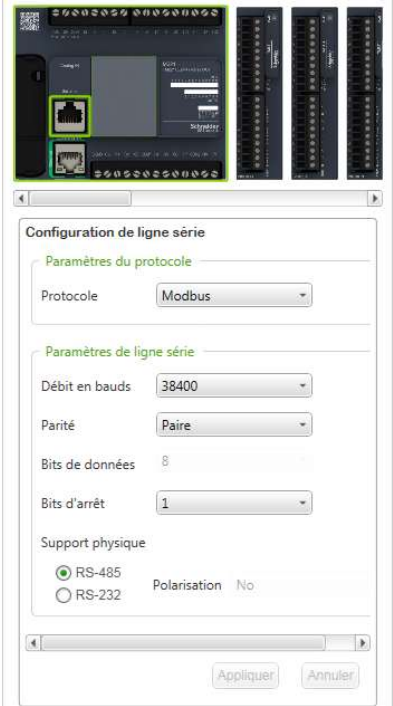 Schneider
Configuration de ligne série
Paramètres du protocole
Protocole Modbus
Paramètres de ligne série
Débit en bauds 38400
Parité Paire
Bits de données 8
Bits d'arrêt 1
Support physique
RS-485
Polarisation No
RS-232
Appliquer Annuler